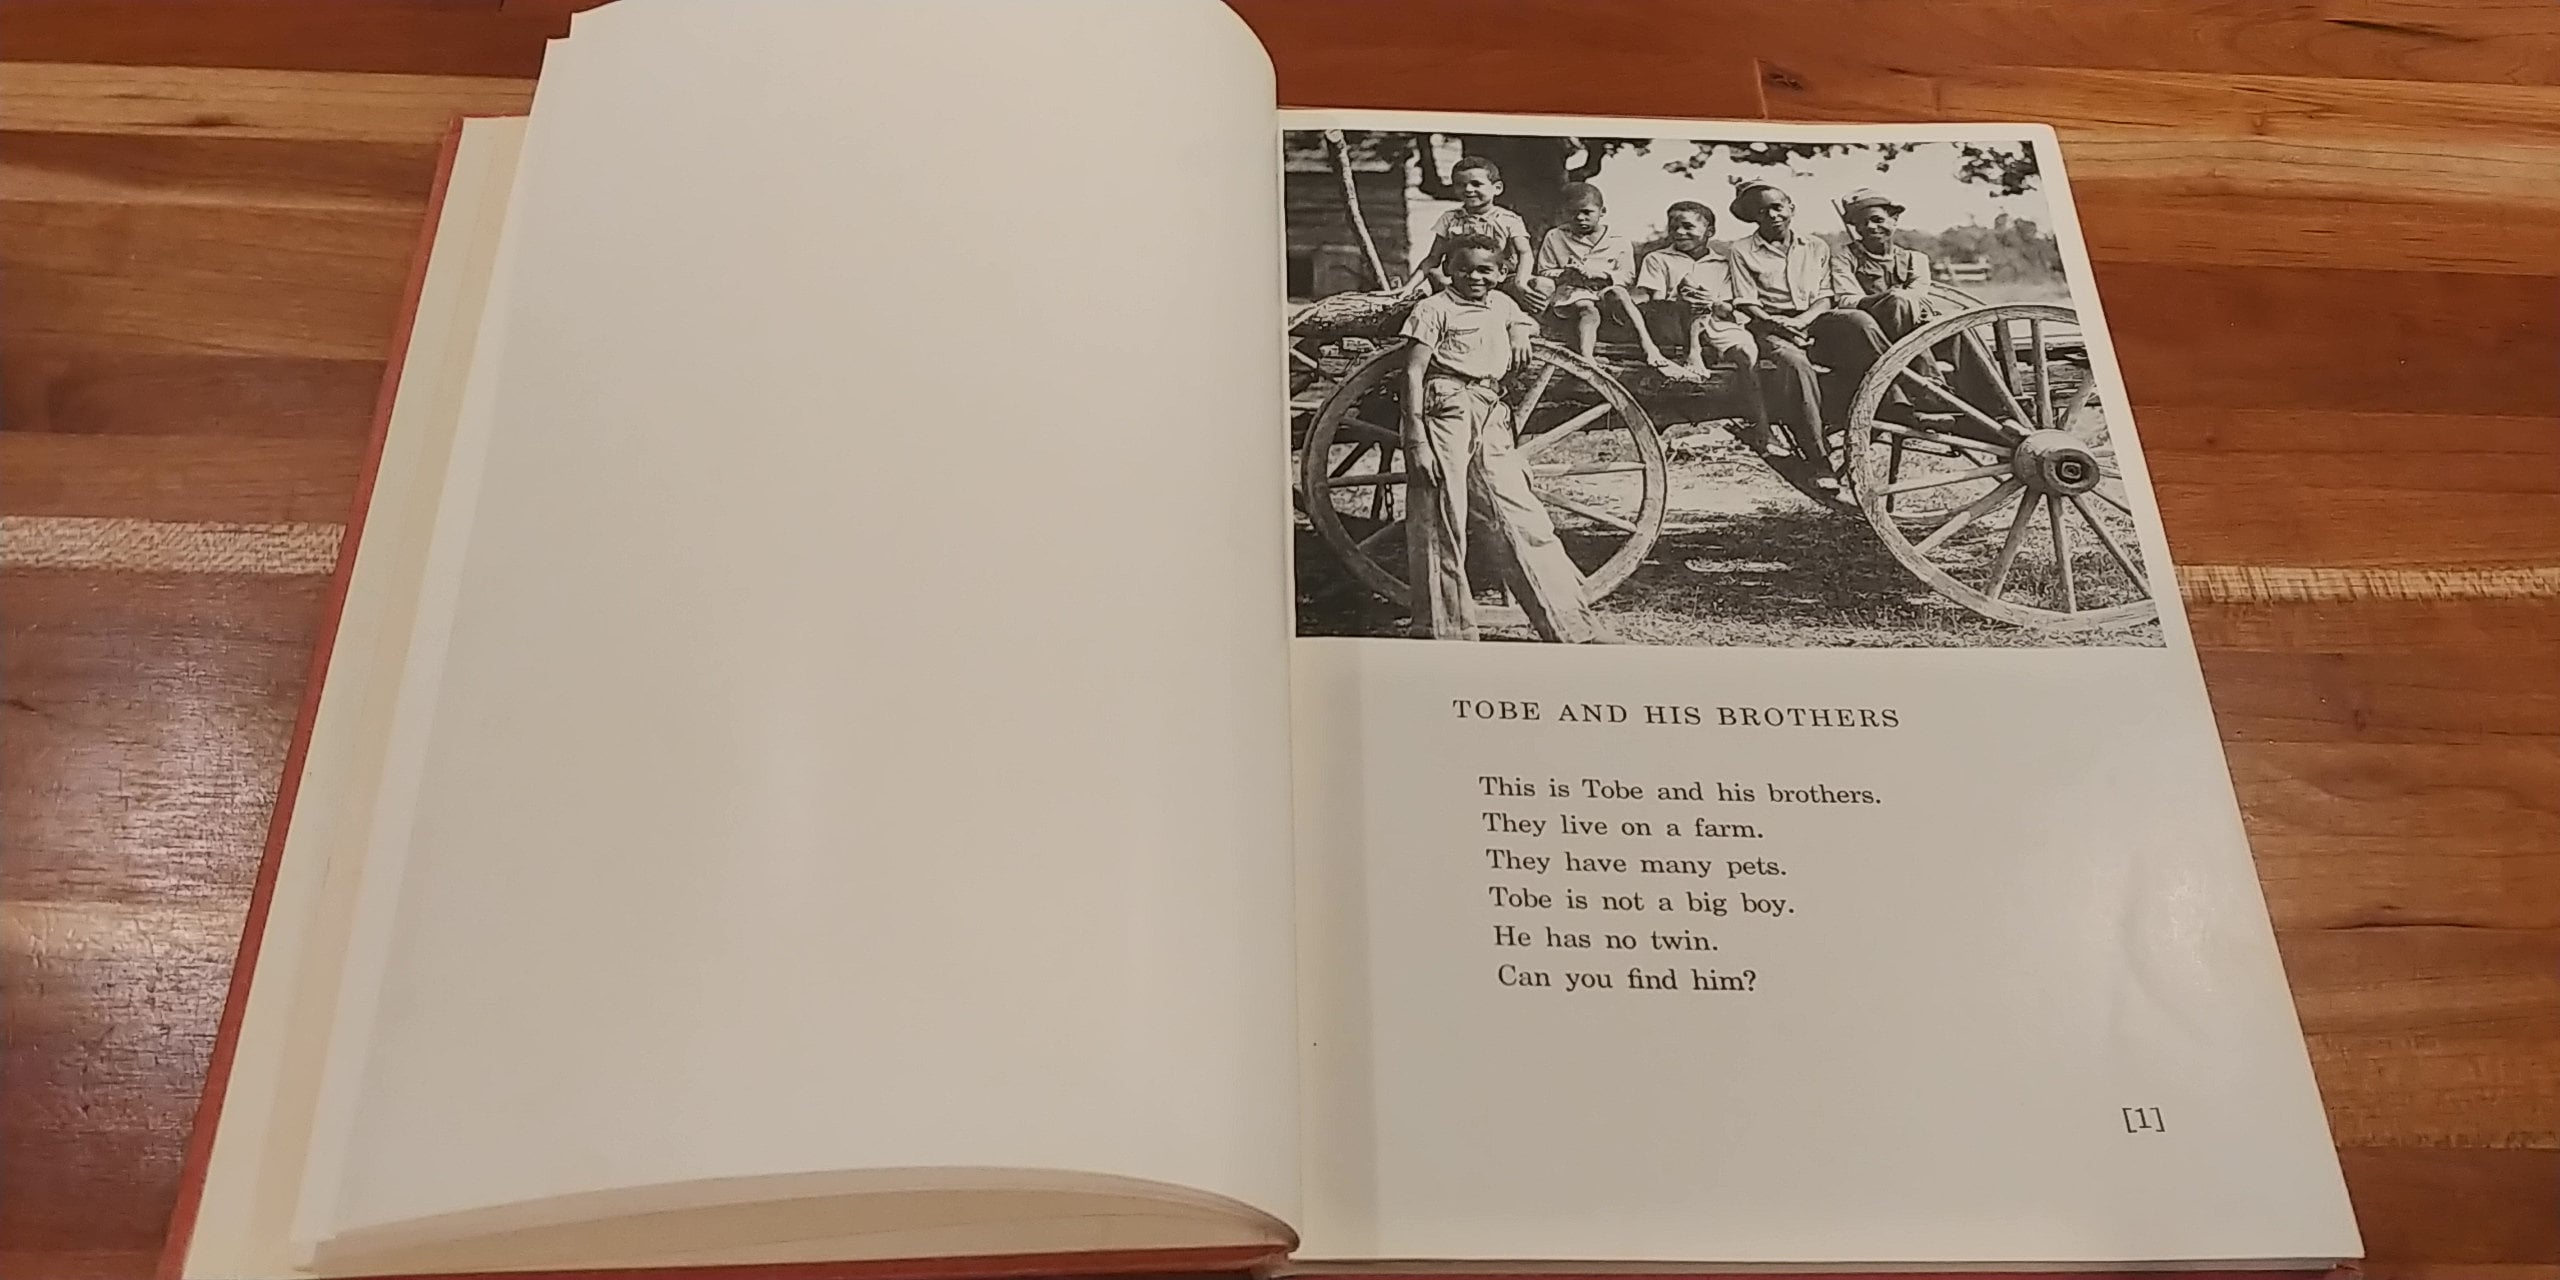 TOBE AND HIS BROTHERS
This is Tobe and his brothers.
They live on a farm.
They have many pets.
Tobe is not a big boy.
He has no twin.
Can you find him?
[1]